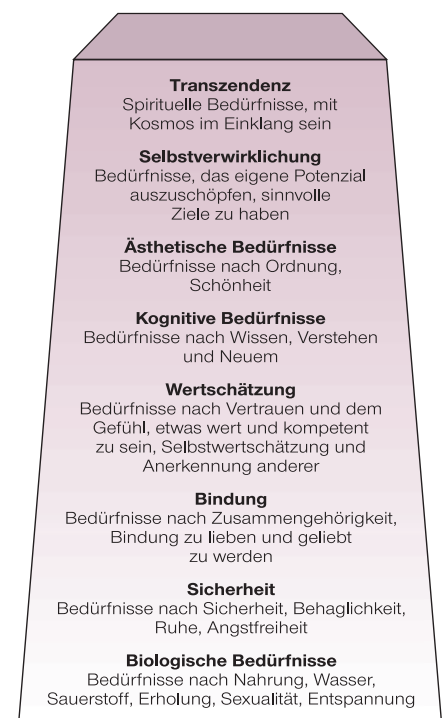 Transzendenz
Spirituelle Bedürfnisse, mit
Kosmos im Einklang sein
Selbstverwirklichung
Bedürfnisse, das eigene Potenzial
auszuschöpfen, sinnvolle
Ziele zu haben
Ästhetische Bedürfnisse
Bedürfnisse nach Ordnung,
Schönheit
Kognitive Bedürfnisse
Bedürfnisse nach Wissen, Verstehen
und Neuem
Wertschätzung
Bedürfnisse nach Vertrauen und dem
Gefühl, etwas wert und kompetent
zu sein, Selbstwertschätzung und
Anerkennung anderer
Bindung
Bedürfnisse nach Zusammengehörigkeit,
Bindung zu lieben und geliebt
zu werden
Sicherheit
Bedürfnisse nach Sicherheit, Behaglichkeit,
Ruhe, Angstfreiheit
Biologische Bedürfnisse
Bedürfnisse nach Nahrung, Wasser,
Sauerstoff, Erholung, Sexualität, Entspannung